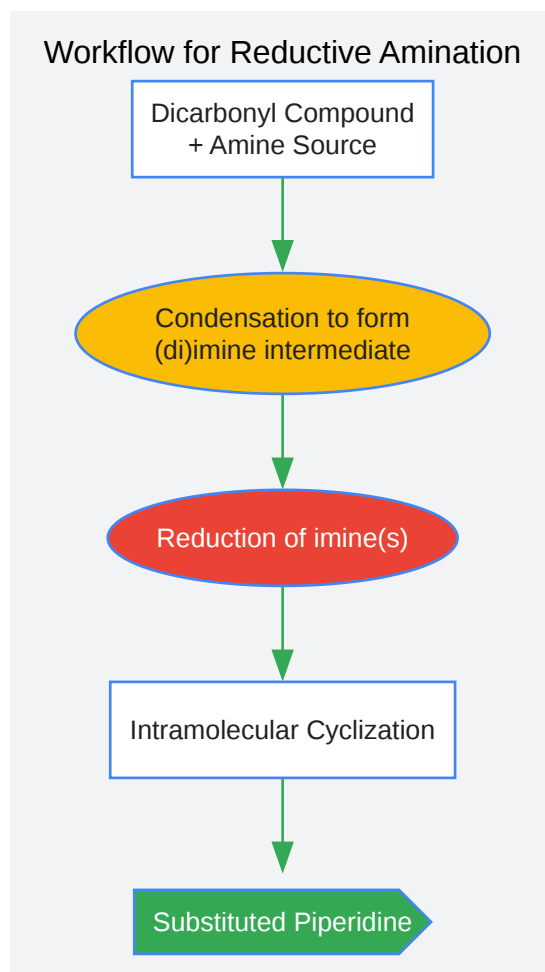 Workflow for Reductive Amination
Dicarbonyl Compound
+ Amine Source
Condensation to form
(di)imine intermediate
Reduction of imine(s)
Intramolecular Cyclization
Substituted Piperidine